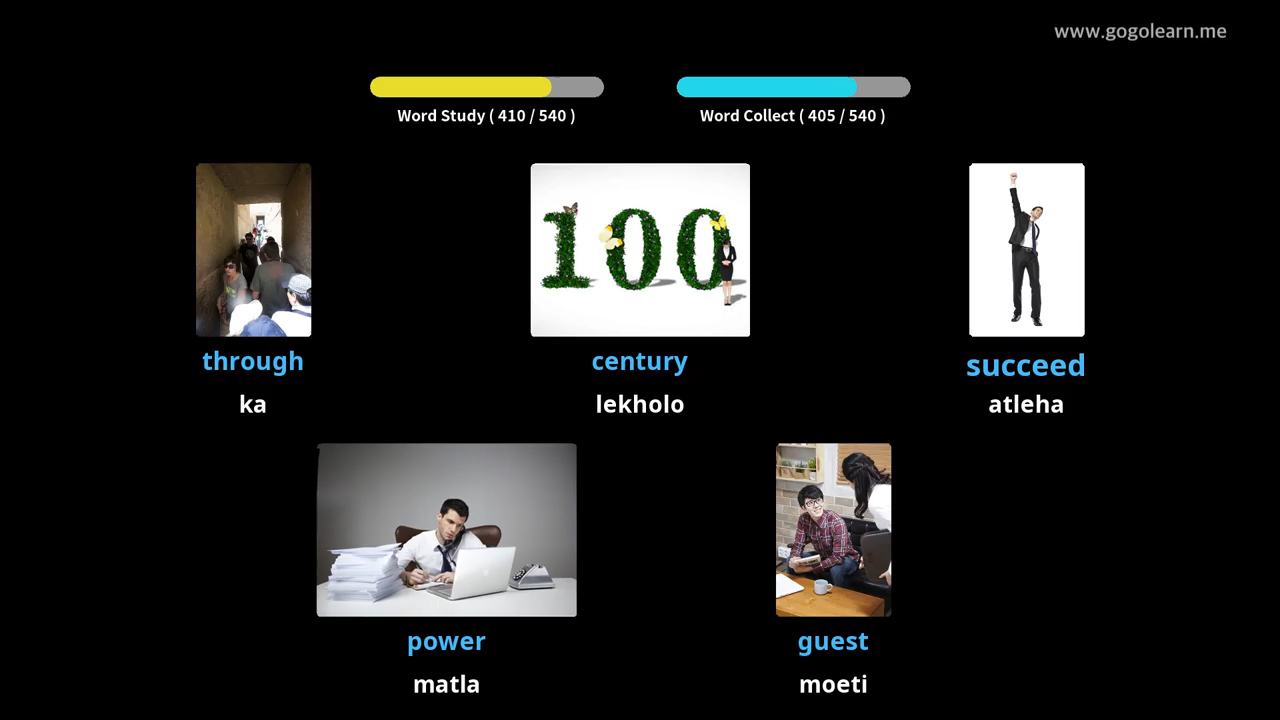 www.gogolearn.me
Word Study ( 410 / 540 )
Word Collect ( 405 / 540 )
100
through
century
succeed
ka
lekholo
atleha
power
guest
matla
moeti